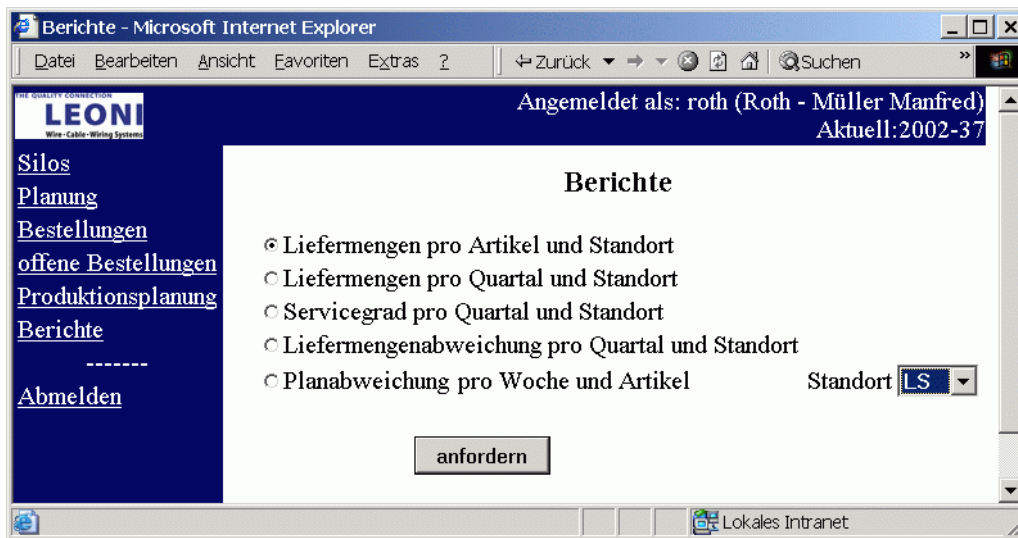 Berichte - Microsoft Internet Explorer
Datei Bearbeiten Ansicht Favoriten Extras ? Zurück Suchen »
THE QUALITY CONNECTION
LEONI
Wire - Cable - Wiring Systems
Angemeldet als: roth (Roth - Müller Manfred)
Aktuell:2002-37
Silos
Planung
Bestellungen
offene Bestellungen
Produktionsplanung
Berichte
-------
Abmelden
Berichte
Liefermengen pro Artikel und Standort
Liefermengen pro Quartal und Standort
Servicegrad pro Quartal und Standort
Liefermengenabweichung pro Quartal und Standort
Planabweichung pro Woche und Artikel Standort LS
anfordern
Lokales Intranet